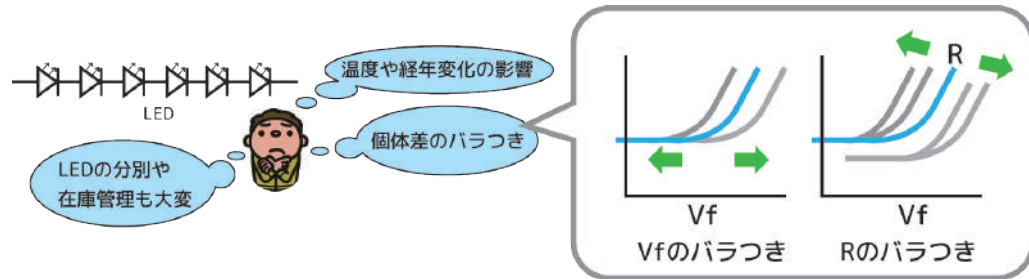 LED
温度や経年変化の影響
個体差のバラつき
LEDの分別や
在庫管理も大変
Vf
Vfのバラつき
R
Vf
Rのバラつき